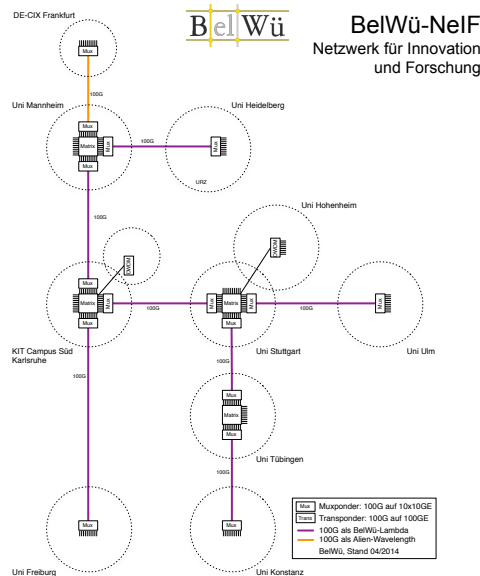 DE-CIX Frankfurt
BelWü
BelWü-NeIF
Netzwerk für Innovation
und Forschung
Mux
100G
Uni Mannheim
Uni Heidelberg
Mux
Matrix
Mux
100G
Mux
Mux
URZ
Uni Hohenheim
100G
DWDM
DWDM
Mux
Mux
Matrix
Mux
100G
Mux
Matrix
Mux
100G
Mux
Mux
Mux
KIT Campus Süd
Karlsruhe
Uni Stuttgart
Uni Ulm
100G
100G
Mux
Matrix
Mux
Uni Tübingen
100G
Mux
Mux
Uni Freiburg
Uni Konstanz
Mux Muxponder: 100G auf 10x10GE
Trans Transponder: 100G auf 100GE
100G als BelWü-Lambda
100G als Alien-Wavelength
BelWü, Stand 04/2014